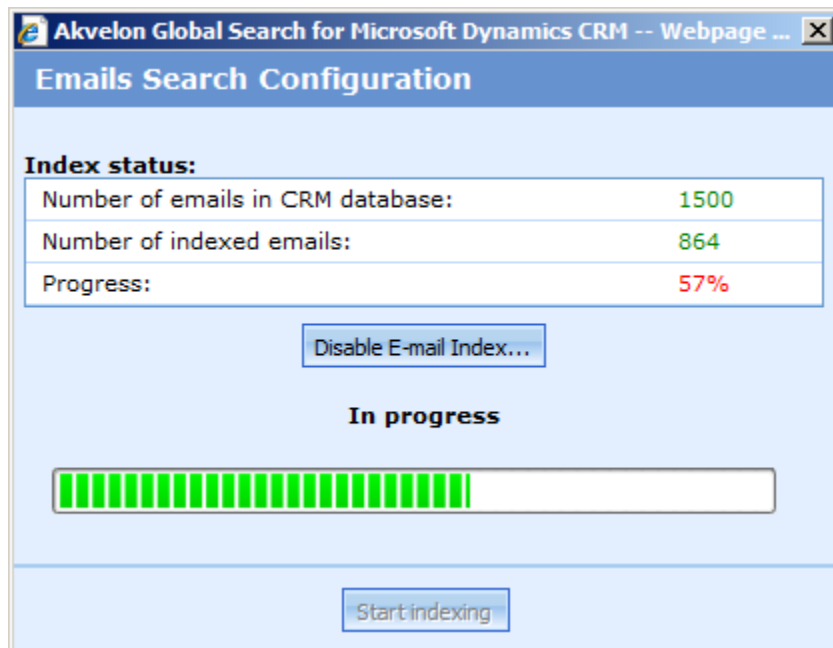 Akvelon Global Search for Microsoft Dynamics CRM -- Webpage ...
Emails Search Configuration
Index status:
Number of emails in CRM database: 1500
Number of indexed emails: 864
Progress: 57%
Disable E-mail Index...
In progress
Start indexing